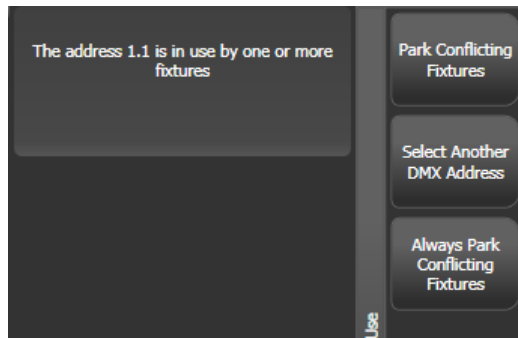 The address 1.1 is in use by one or more
fixtures
Park Conflicting
Fixtures
Select Another
DMX Address
Always Park
Conflicting
Fixtures
Use